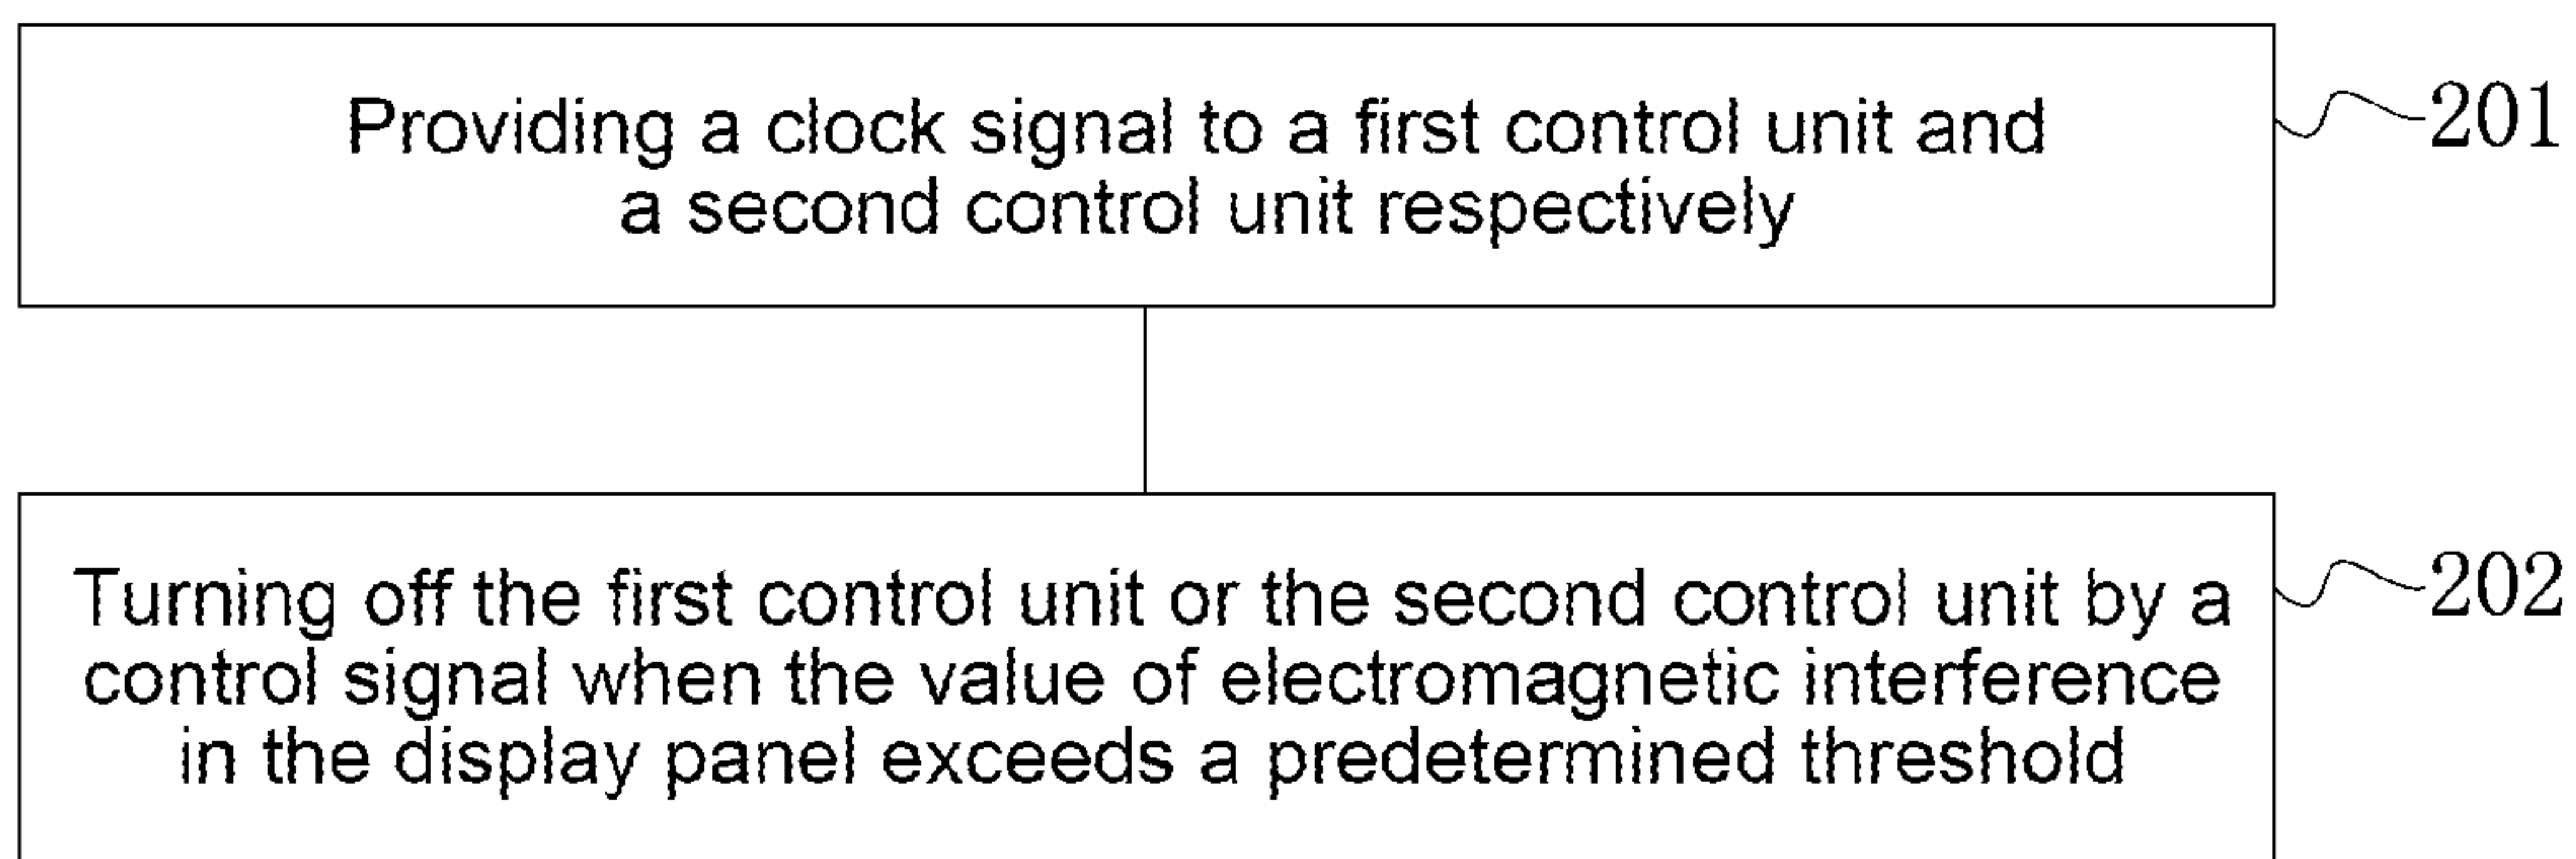 Providing a clock signal to a first control unit and
a second control unit respectively
201
Turning off the first control unit or the second control unit by a
control signal when the value of electromagnetic interference
in the display panel exceeds a predetermined threshold
202